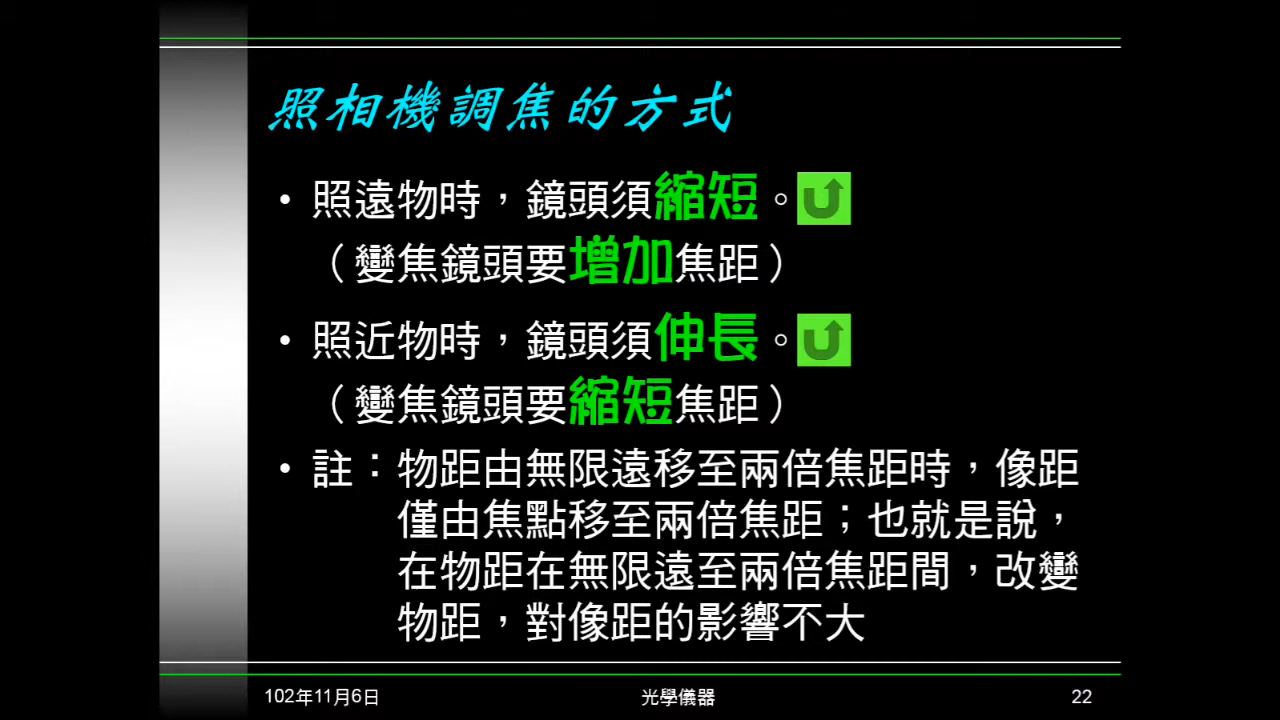 照相機調焦的方式
• 照遠物時，鏡頭須縮短。
（變焦鏡頭要增加焦距）
• 照近物時，鏡頭須伸長。
（變焦鏡頭要縮短焦距）
• 註：物距由無限遠移至兩倍焦距時，像距
僅由焦點移至兩倍焦距；也就是說，
在物距在無限遠至兩倍焦距間，改變
物距，對像距的影響不大
102年11月6日 光學儀器 22